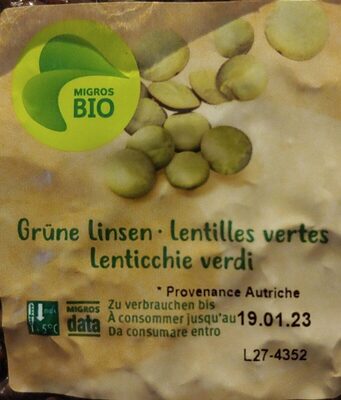 MIGROS
BIO
Grüne Linsen · Lentilles vertes
Lenticchie verdi
* Provenance Autriche
MIGROS
data
Zu verbrauchen bis
À consommer jusqu'au 19.01.23
Da consumare entro
5°C
L27-4352